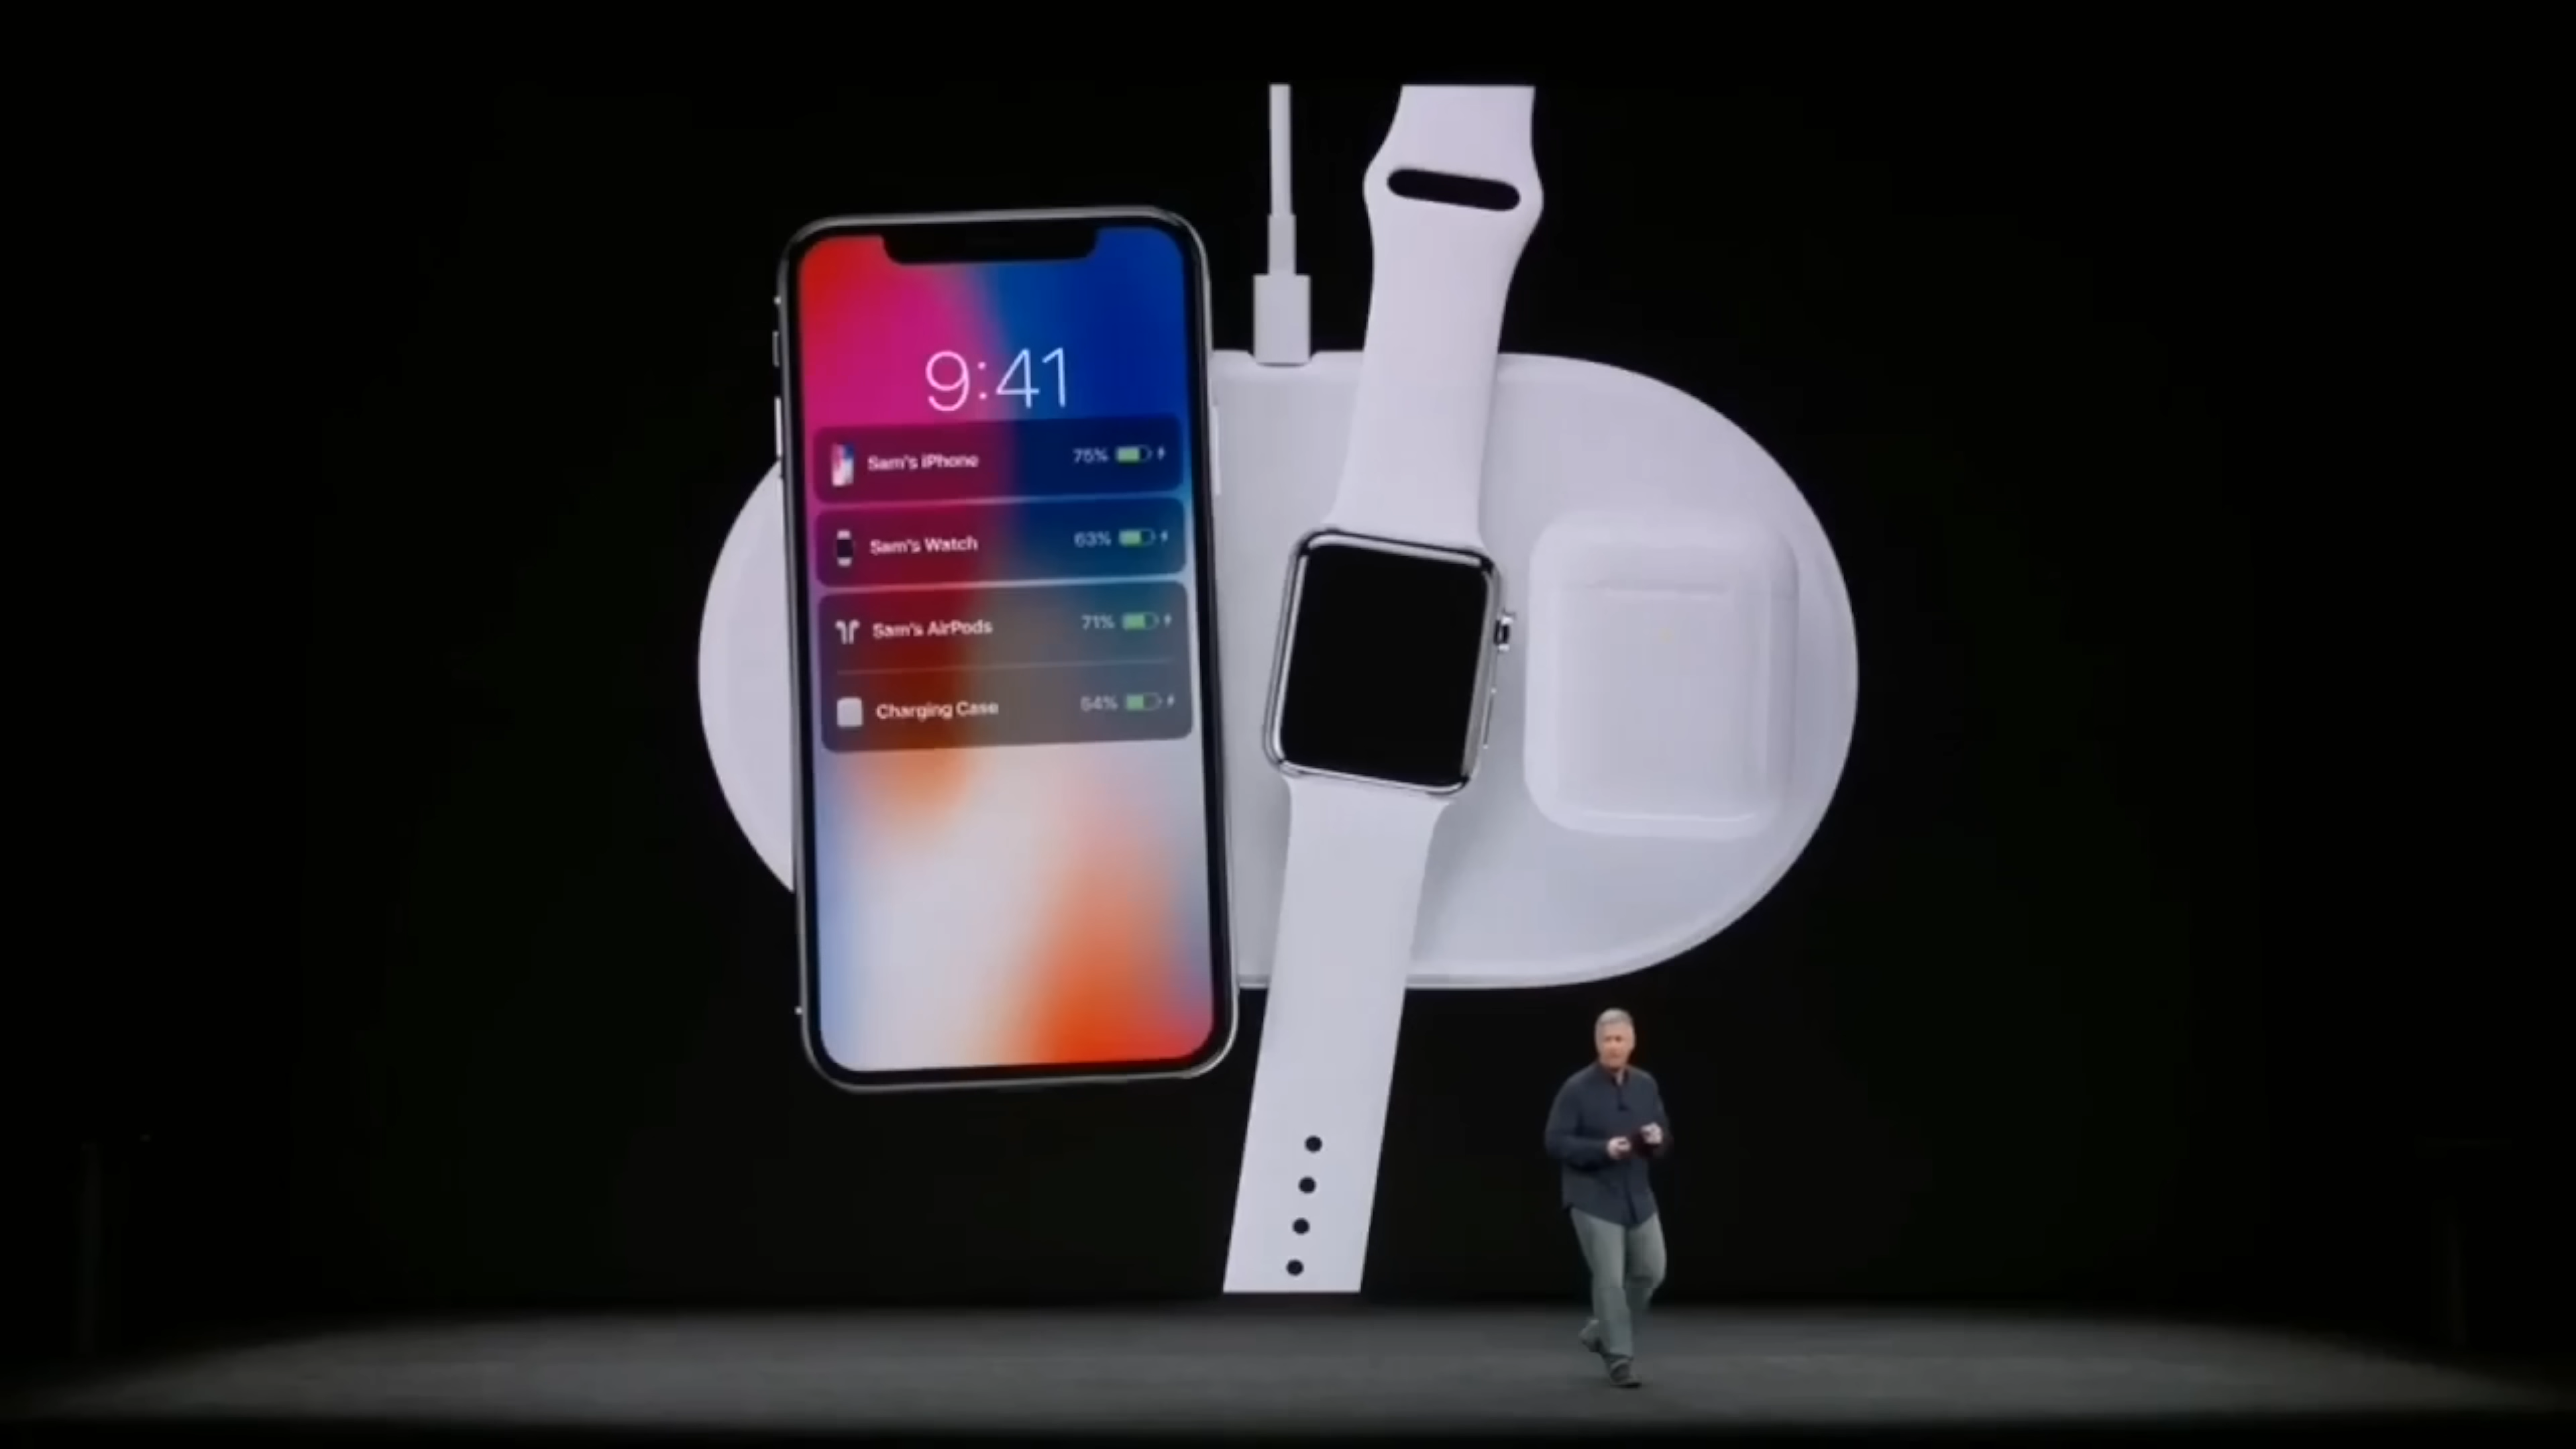 9:41
Sam's iPhone 75%
Sam's Watch 63%
Sam's AirPods 71%
Charging Case 54%